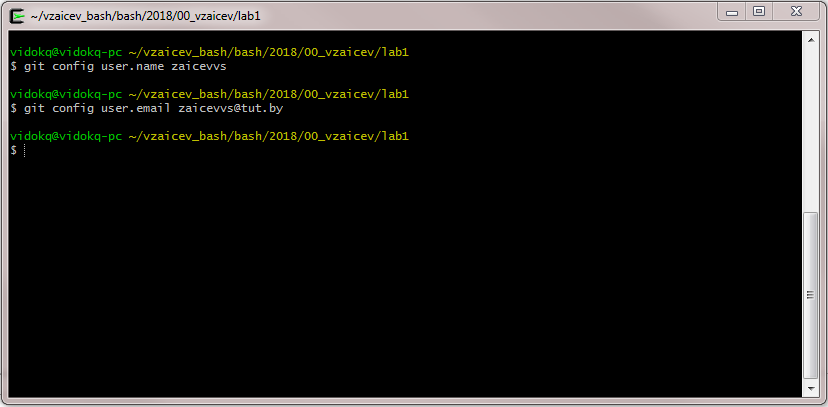 ~/vzaicev_bash/bash/2018/00_vzaicev/lab1
vidokq@vidokq-pc ~/vzaicev_bash/bash/2018/00_vzaicev/lab1
$ git config user.name zaicevvs
vidokq@vidokq-pc ~/vzaicev_bash/bash/2018/00_vzaicev/lab1
$ git config user.email zaicevvs@tut.by
vidokq@vidokq-pc ~/vzaicev_bash/bash/2018/00_vzaicev/lab1
$